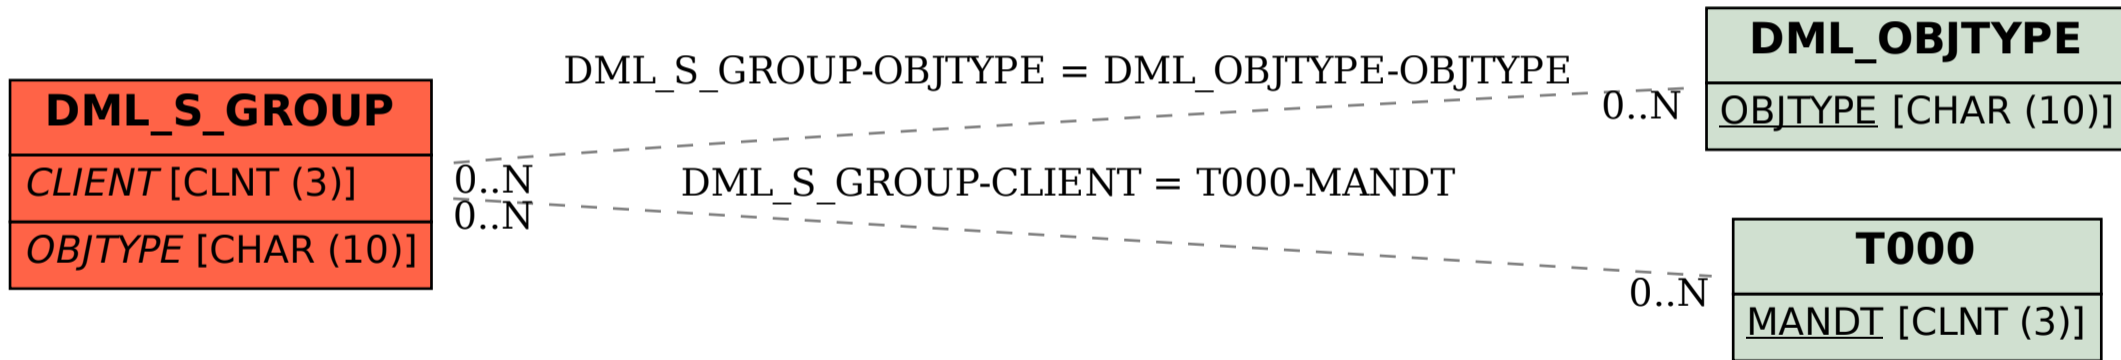 DML_S_GROUP
CLIENT [CLNT (3)]
OBJTYPE [CHAR (10)]
DML_S_GROUP-OBJTYPE = DML_OBJTYPE-OBJTYPE
0..N
0..N
DML_S_GROUP-CLIENT = T000-MANDT
0..N
0..N
DML_OBJTYPE
OBJTYPE [CHAR (10)]
T000
MANDT [CLNT (3)]